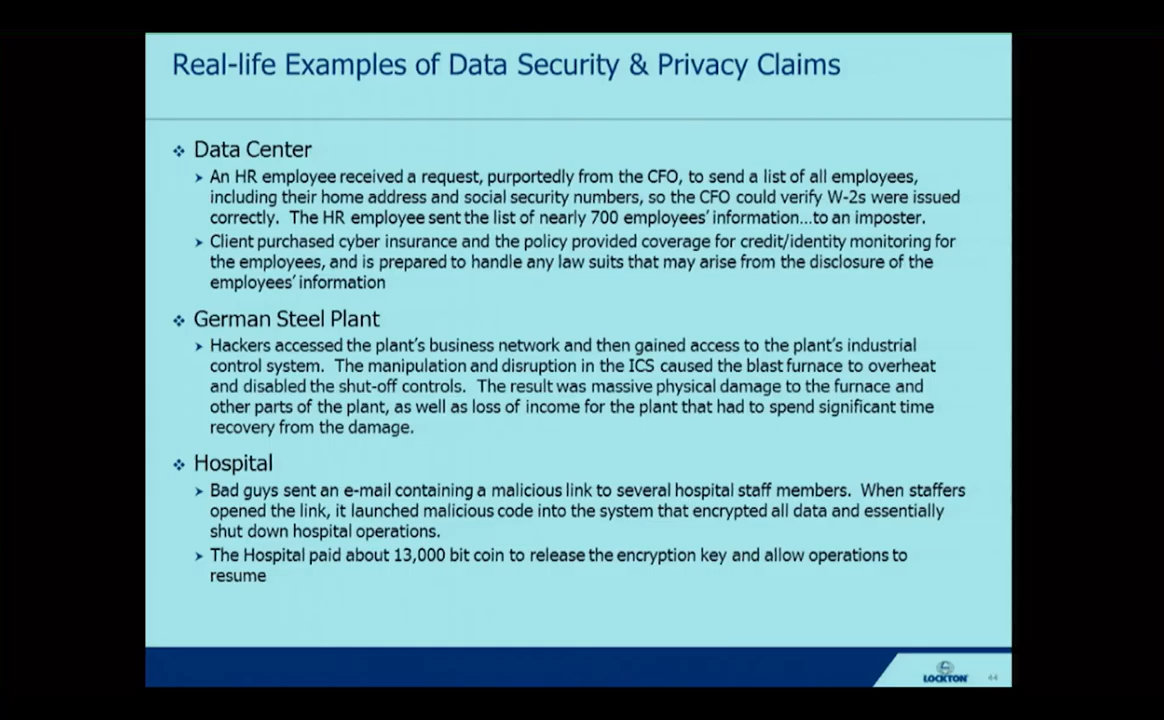 Real-life Examples of Data Security & Privacy Claims
Data Center
An HR employee received a request, purportedly from the CFO, to send a list of all employees,
including their home address and social security numbers, so the CFO could verify W-2s were issued
correctly. The HR employee sent the list of nearly 700 employees' information...to an imposter.
Client purchased cyber insurance and the policy provided coverage for credit/identity monitoring for
the employees, and is prepared to handle any law suits that may arise from the disclosure of the
employees' information
German Steel Plant
Hackers accessed the plant's business network and then gained access to the plant's industrial
control system. The manipulation and disruption in the ICS caused the blast furnace to overheat
and disabled the shut-off controls. The result was massive physical damage to the furnace and
other parts of the plant, as well as loss of income for the plant that had to spend significant time
recovery from the damage.
Hospital
Bad guys sent an e-mail containing a malicious link to several hospital staff members. When staffers
opened the link, it launched malicious code into the system that encrypted all data and essentially
shut down hospital operations.
The Hospital paid about 13,000 bit coin to release the encryption key and allow operations to
resume
LOCKTON
44